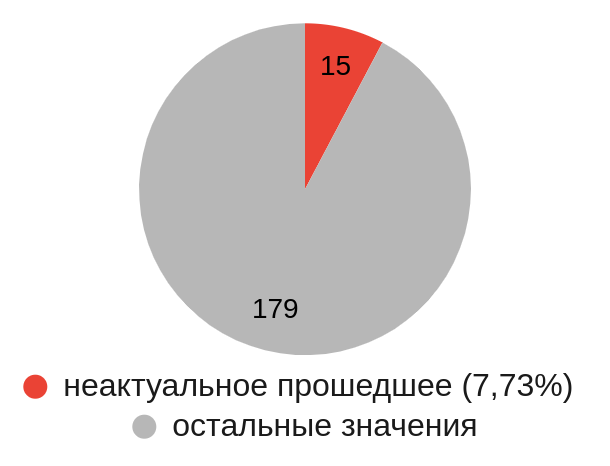 15
179
неактуальное прошедшее (7,73%)
остальные значения